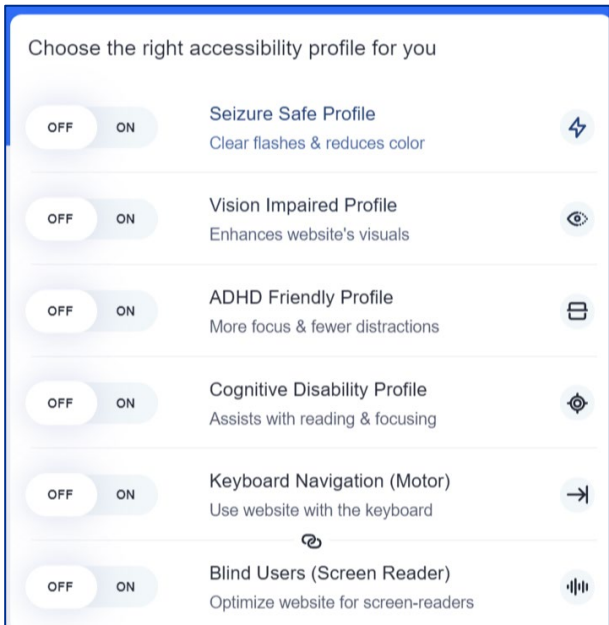 Choose the right accessibility profile for you
OFF ON Seizure Safe Profile
Clear flashes & reduces color
OFF ON Vision Impaired Profile
Enhances website's visuals
OFF ON ADHD Friendly Profile
More focus & fewer distractions
OFF ON Cognitive Disability Profile
Assists with reading & focusing
OFF ON Keyboard Navigation (Motor)
Use website with the keyboard
OFF ON Blind Users (Screen Reader)
Optimize website for screen-readers